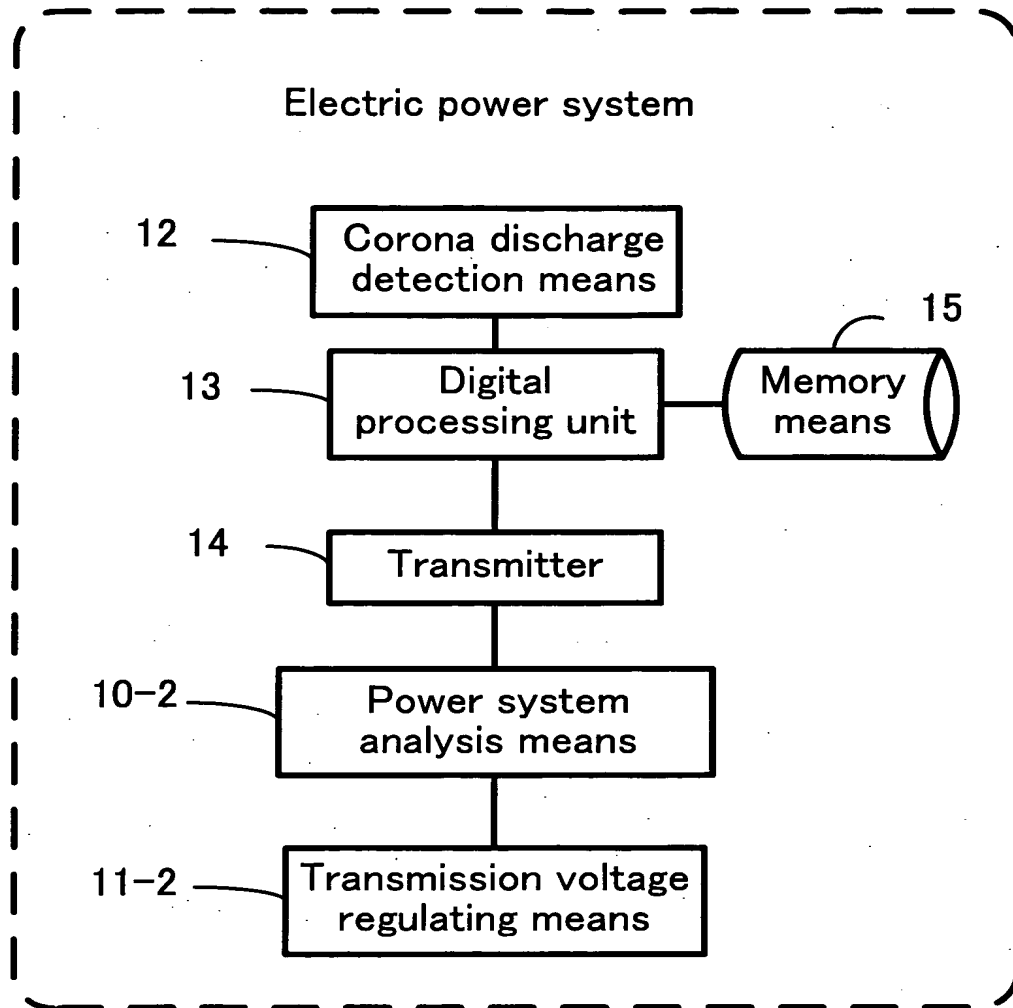 Electric power system
12
Corona discharge
detection means
15
13
Digital
processing unit
Memory
means
14
Transmitter
10-2
Power system
analysis means
11-2
Transmission voltage
regulating means